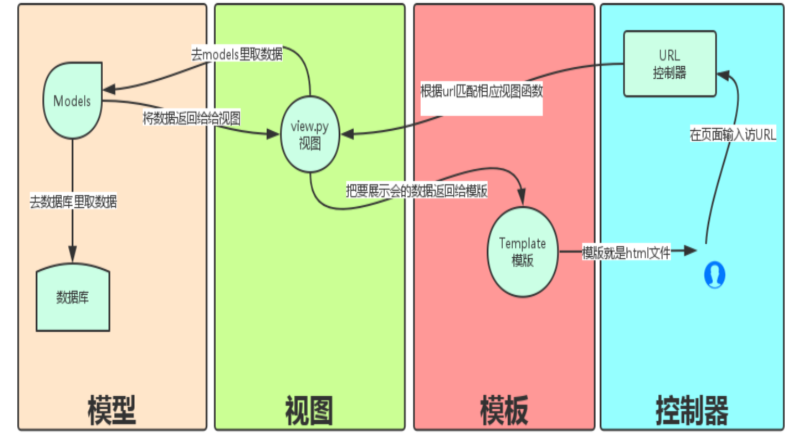 去models里取数据
URL
控制器
Models
根据url匹配相应视图函数
将数据返回给给视图
view.py
视图
在页面输入访URL
去数据库里取数据
把要展示会的数据返回给模版
Template
模版
模版就是html文件
数据库
模型
视图
模板
控制器